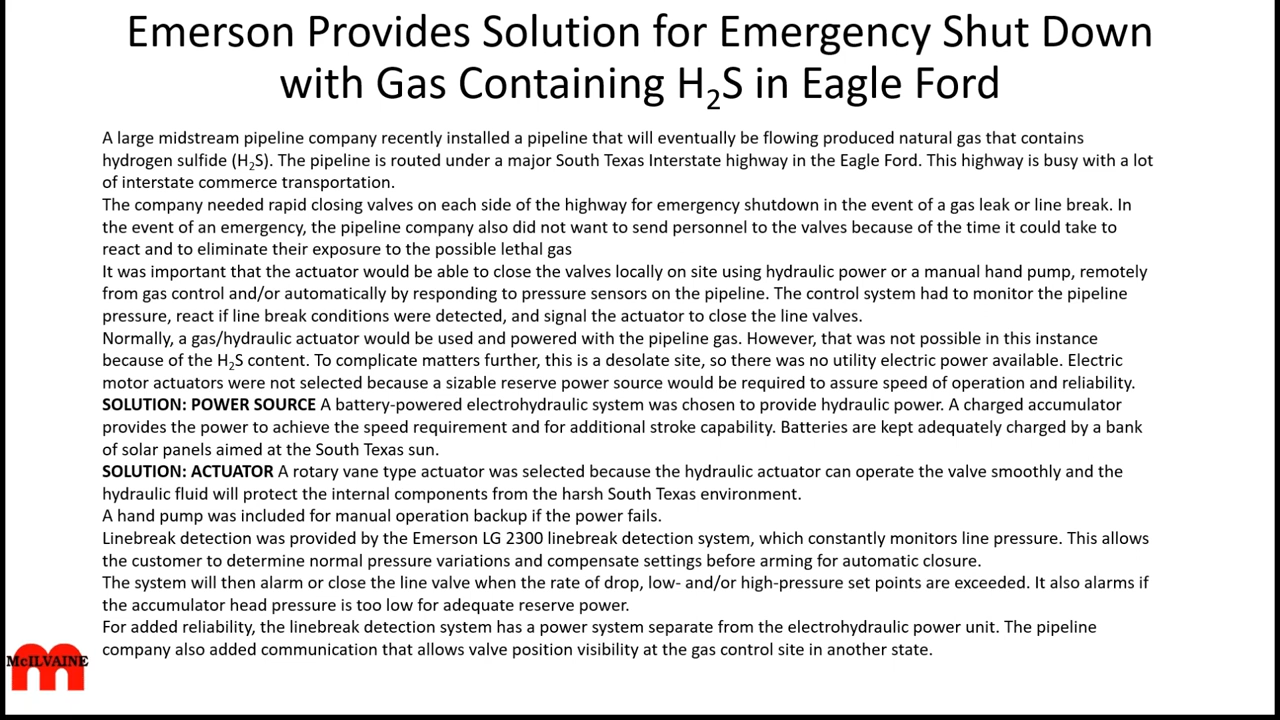 Emerson Provides Solution for Emergency Shut Down
with Gas Containing H₂S in Eagle Ford
A large midstream pipeline company recently installed a pipeline that will eventually be flowing produced natural gas that contains
hydrogen sulfide (H₂S). The pipeline is routed under a major South Texas Interstate highway in the Eagle Ford. This highway is busy with a lot
of interstate commerce transportation.
The company needed rapid closing valves on each side of the highway for emergency shutdown in the event of a gas leak or line break. In
the event of an emergency, the pipeline company also did not want to send personnel to the valves because of the time it could take to
react and to eliminate their exposure to the possible lethal gas
It was important that the actuator would be able to close the valves locally on site using hydraulic power or a manual hand pump, remotely
from gas control and/or automatically by responding to pressure sensors on the pipeline. The control system had to monitor the pipeline
pressure, react if line break conditions were detected, and signal the actuator to close the line valves.
Normally, a gas/hydraulic actuator would be used and powered with the pipeline gas. However, that was not possible in this instance
because of the H₂S content. To complicate matters further, this is a desolate site, so there was no utility electric power available. Electric
motor actuators were not selected because a sizable reserve power source would be required to assure speed of operation and reliability.
SOLUTION: POWER SOURCE A battery-powered electrohydraulic system was chosen to provide hydraulic power. A charged accumulator
provides the power to achieve the speed requirement and for additional stroke capability. Batteries are kept adequately charged by a bank
of solar panels aimed at the South Texas sun.
SOLUTION: ACTUATOR A rotary vane type actuator was selected because the hydraulic actuator can operate the valve smoothly and the
hydraulic fluid will protect the internal components from the harsh South Texas environment.
A hand pump was included for manual operation backup if the power fails.
Linebreak detection was provided by the Emerson LG 2300 linebreak detection system, which constantly monitors line pressure. This allows
the customer to determine normal pressure variations and compensate settings before arming for automatic closure.
The system will then alarm or close the line valve when the rate of drop, low- and/or high-pressure set points are exceeded. It also alarms if
the accumulator head pressure is too low for adequate reserve power.
For added reliability, the linebreak detection system has a power system separate from the electrohydraulic power unit. The pipeline
company also added communication that allows valve position visibility at the gas control site in another state.
McILVAINE